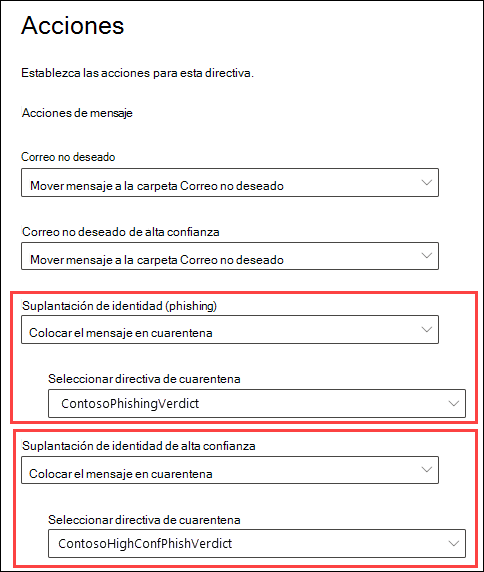 Acciones
Establezca las acciones para esta directiva.
Acciones de mensaje
Correo no deseado
Mover mensaje a la carpeta Correo no deseado
Correo no deseado de alta confianza
Mover mensaje a la carpeta Correo no deseado
Suplantación de identidad (phishing)
Colocar el mensaje en cuarentena
Seleccionar directiva de cuarentena
ContosoPhishingVerdict
Suplantación de identidad de alta confianza
Colocar el mensaje en cuarentena
Seleccionar directiva de cuarentena
ContosoHighConfPhishVerdict